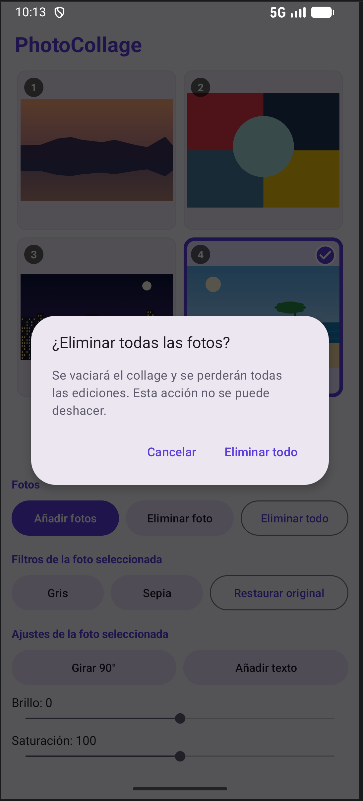 10:13
5G
PhotoCollage
1
2
3
4
¿Eliminar todas las fotos?
Se vaciará el collage y se perderán todas
las ediciones. Esta acción no se puede
deshacer.
Cancelar
Eliminar todo
Fotos
Añadir fotos
Eliminar foto
Eliminar todo
Filtros de la foto seleccionada
Gris
Sepia
Restaurar original
Ajustes de la foto seleccionada
Girar 90°
Añadir texto
Brillo: 0
Saturación: 100